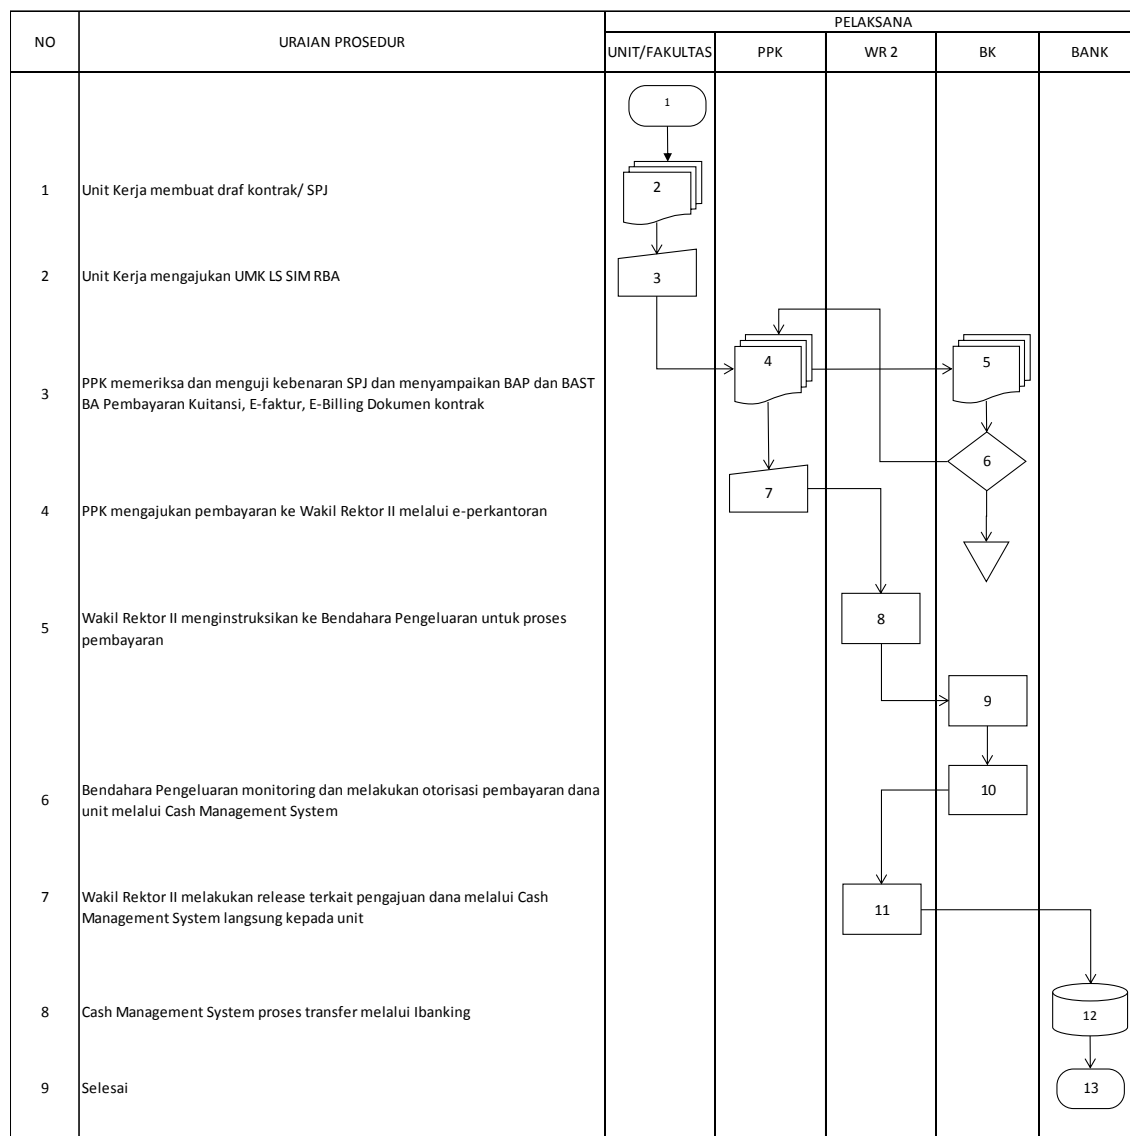 PELAKSANA
NO
URAIAN PROSEDUR
UNIT/FAKULTAS
PPK
WR 2
BK
BANK
1
1
Unit Kerja membuat draf kontrak/ SPJ
2
2
Unit Kerja mengajukan UMK LS SIM RBA
3
3
PPK memeriksa dan menguji kebenaran SPJ dan menyampaikan BAP dan BAST
BA Pembayaran Kuitansi, E-faktur, E-Billing Dokumen kontrak
4
5
6
4
PPK mengajukan pembayaran ke Wakil Rektor II melalui e-perkantoran
7
5
Wakil Rektor II menginstruksikan ke Bendahara Pengeluaran untuk proses
pembayaran
8
9
6
Bendahara Pengeluaran monitoring dan melakukan otorisasi pembayaran dana
unit melalui Cash Management System
10
7
Wakil Rektor II melakukan release terkait pengajuan dana melalui Cash
Management System langsung kepada unit
11
8
Cash Management System proses transfer melalui Ibanking
12
9
Selesai
13